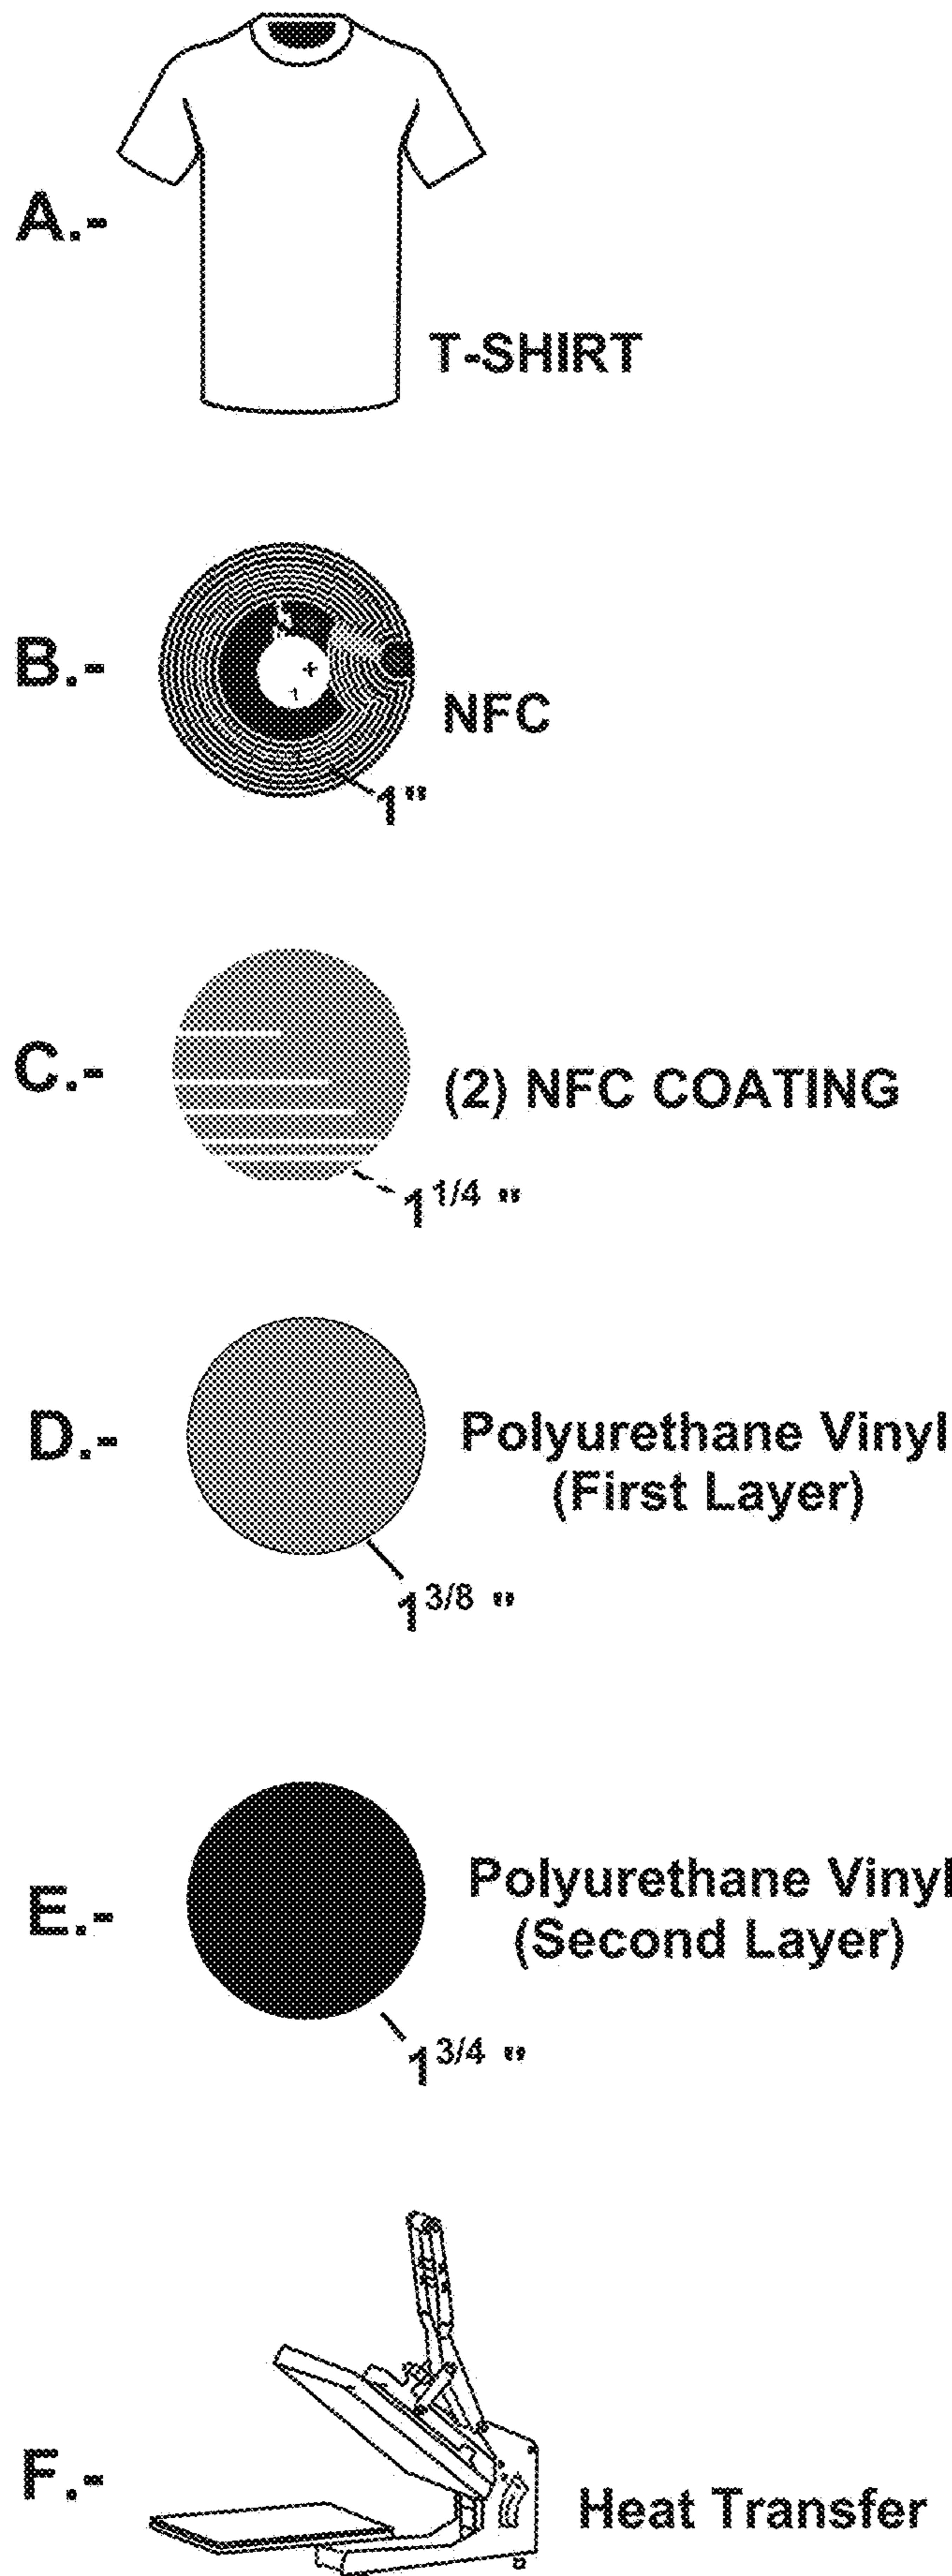 A.-
T-SHIRT
B.-
NFC
1"
C.-
(2) NFC COATING
1 1/4 "
D.-
Polyurethane Vinyl
(First Layer)
1 3/8 "
E.-
Polyurethane Vinyl
(Second Layer)
1 3/4 "
F.-
Heat Transfer